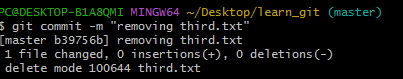 PC@DESKTOP-B1A8QMI MINGW64 ~/Desktop/learn_git (master)
$ git commit -m "removing third.txt"
[master b39756b] removing third.txt
 1 file changed, 0 insertions(+), 0 deletions(-)
 delete mode 100644 third.txt